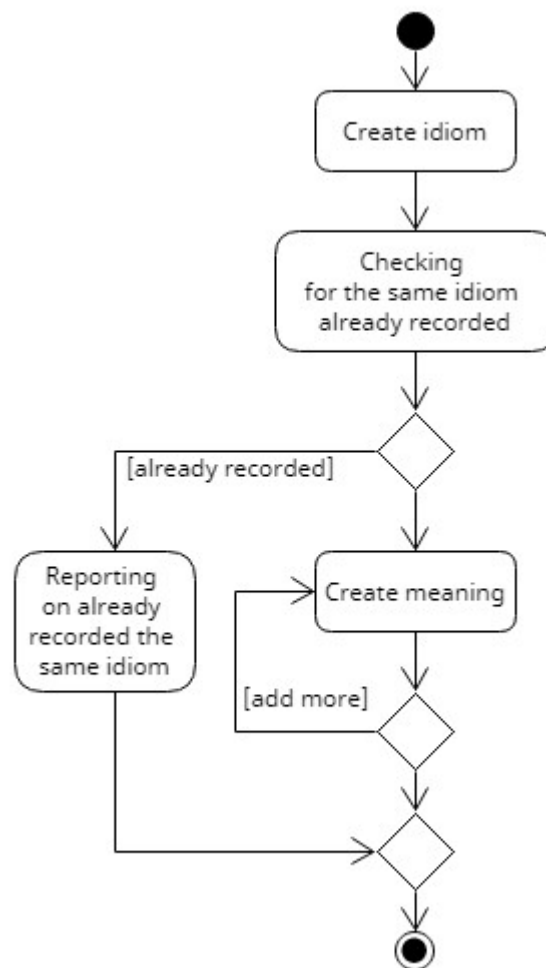 Create idiom
Checking
for the same idiom
already recorded
[already recorded]
Reporting
on already
recorded the
same idiom
Create meaning
[add more]